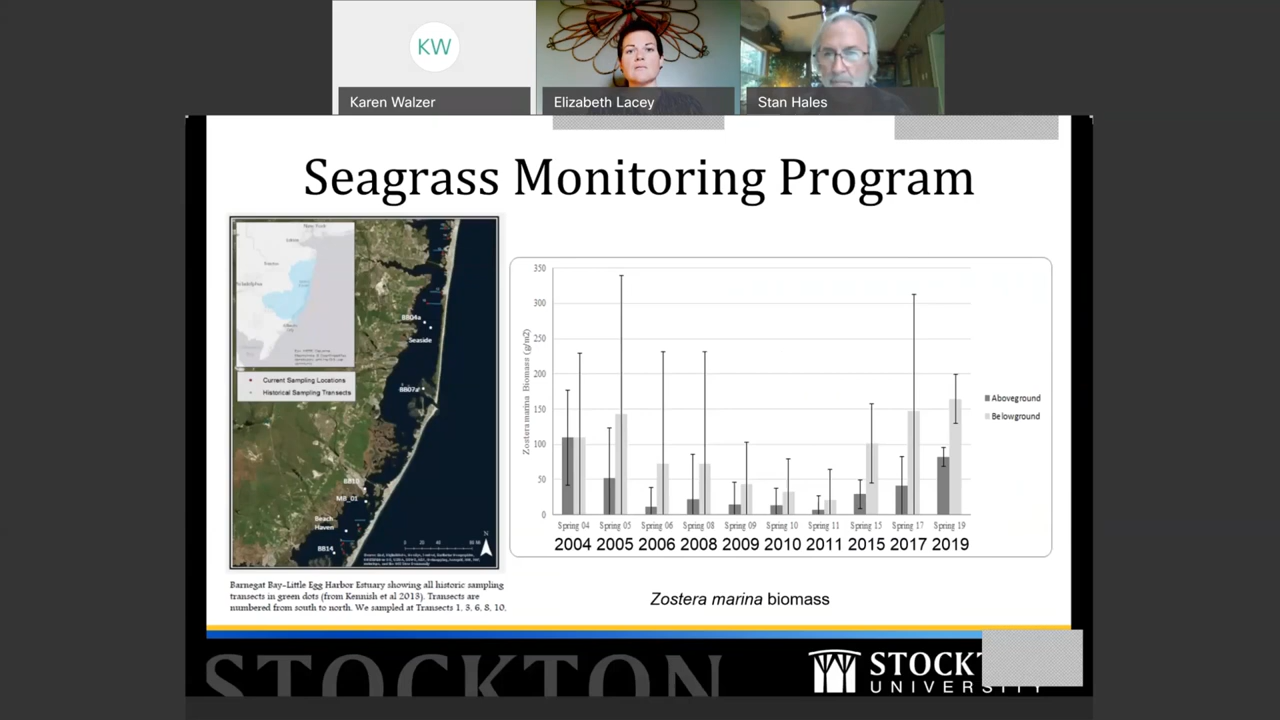 KW
Karen Walzer
Elizabeth Lacey
Stan Hales
Seagrass Monitoring Program
New York
BB04a
Seaside
BB07a
Current Sampling Locations
Historical Sampling Transects
BB10
MB_01
Beach
Haven
BB14
N
Barnegat Bay–Little Egg Harbor Estuary showing all historic sampling
transects in green dots (from Kennish et al 2013). Transects are
numbered from south to north. We sampled at Transects 1, 3, 6, 8, 10,
Zostera marina Biomass (g/m2)
350
300
250
200
150
100
50
0
Spring 04 Spring 05 Spring 06 Spring 08 Spring 09 Spring 10 Spring 11 Spring 15 Spring 17 Spring 19
2004 2005 2006 2008 2009 2010 2011 2015 2017 2019
Aboveground
Belowground
Zostera marina biomass
STOCKTON
STOCKT
UNIVERSITY